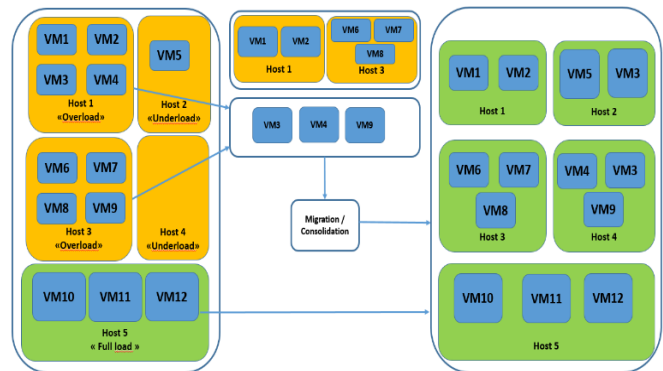 VM1 VM2
VM3 VM4
Host 1
«Overload»
VM5
Host 2
«Underload»
VM6 VM7
VM8 VM9
Host 3
«Overload»
Host 4
«Underload»
VM10 VM11 VM12
Host 5
« Full load »
VM1 VM2
Host 1
VM6 VM7
VM8
Host 3
VM3 VM4 VM9
Migration /
Consolidation
VM1 VM2
Host 1
VM5 VM3
Host 2
VM6 VM7
VM8
Host 3
VM4 VM3
VM9
Host 4
VM10 VM11 VM12
Host 5